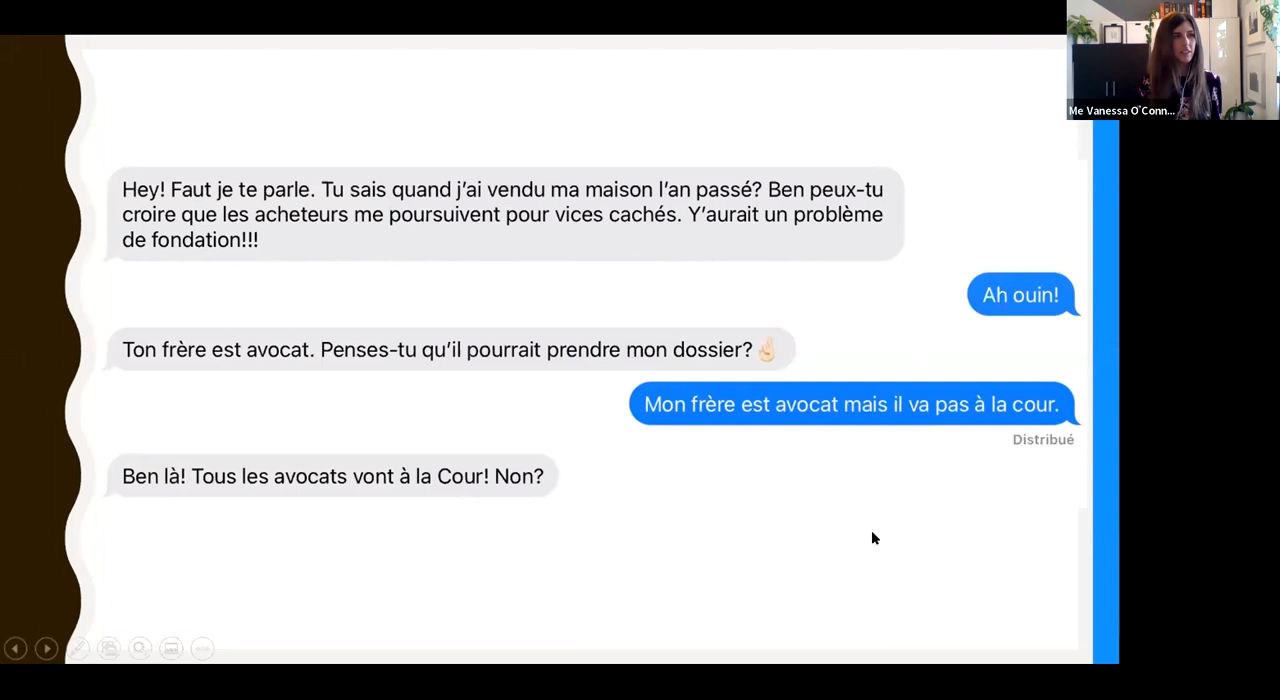 Me Vanessa O'Conn...
Hey! Faut je te parle. Tu sais quand j'ai vendu ma maison l'an passé? Ben peux-tu
croire que les acheteurs me poursuivent pour vices cachés. Y'aurait un problème
de fondation!!!
Ah ouin!
Ton frère est avocat. Penses-tu qu'il pourrait prendre mon dossier?🤞🏻
Mon frère est avocat mais il va pas à la cour.
Distribué
Ben là! Tous les avocats vont à la Cour! Non?